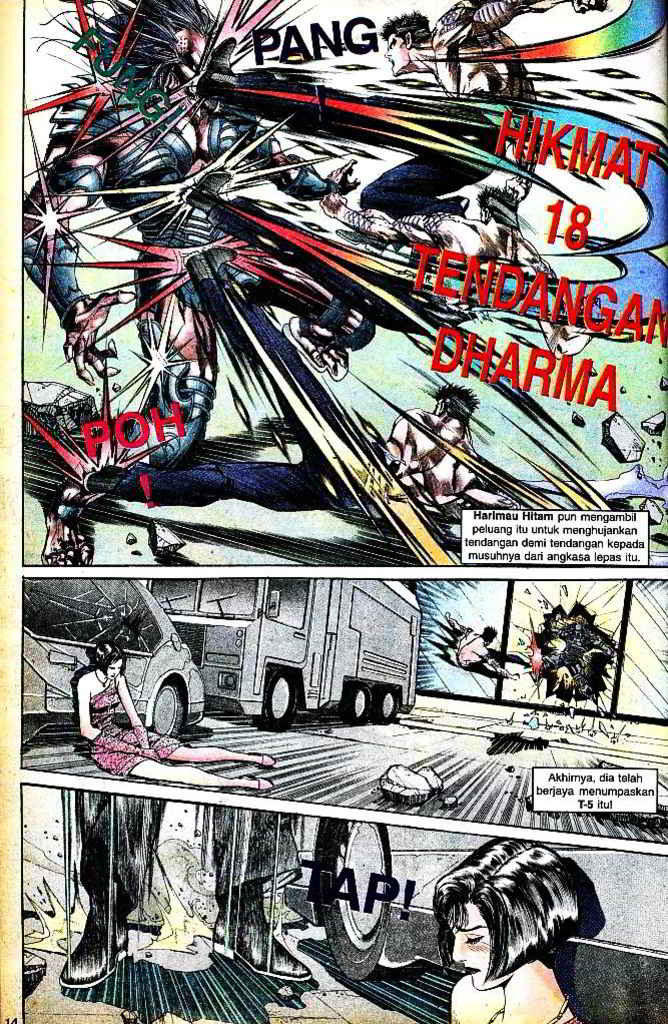 PANG
FUNG!
HIKMAT
18
TENDANGAN
DHARMA
POH
!
Harimau Hitam pun mengambil
peluang itu untuk menghujankan
tendangan demi tendangan kepada
musuhnya dari angkasa lepas itu.
Akhirnya, dia telah
berjaya menumpaskan
T-5 itu!
TAP!
14